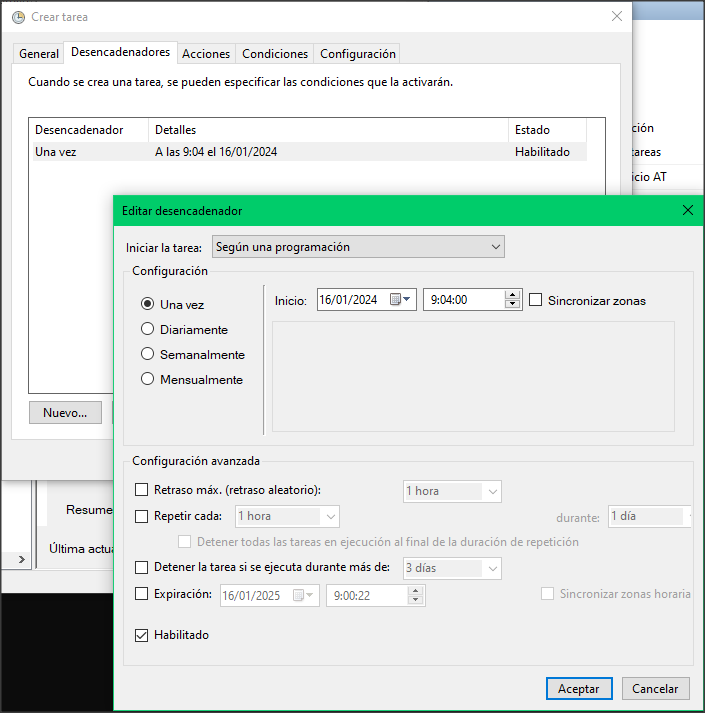 Crear tarea
General Desencadenadores Acciones Condiciones Configuración
Cuando se crea una tarea, se pueden especificar las condiciones que la activarán.
Desencadenador Detalles Estado
Una vez A las 9:04 el 16/01/2024 Habilitado
ción
tareas
icio AT
Editar desencadenador
Iniciar la tarea: Según una programación
Configuración
Una vez
Diariamente
Semanalmente
Mensualmente
Inicio: 16/01/2024 9:04:00 Sincronizar zonas
Nuevo...
Configuración avanzada
Retraso máx. (retraso aleatorio): 1 hora
Repetir cada: 1 hora durante: 1 día
Detener todas las tareas en ejecución al final de la duración de repetición
Detener la tarea si se ejecuta durante más de: 3 días
Expiración: 16/01/2025 9:00:22 Sincronizar zonas horaria
Habilitado
Resume
Última actua
Aceptar Cancelar